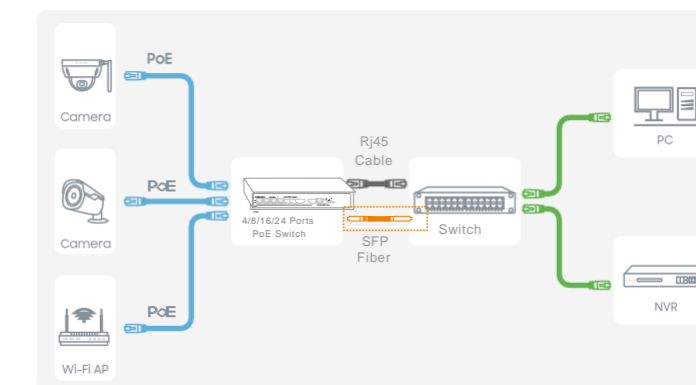 PoE
Camera
PoE
Camera
PoE
Wi-Fi AP
4/8/16/24 Ports
PoE Switch
Rj45
Cable
SFP
Fiber
Switch
PC
NVR